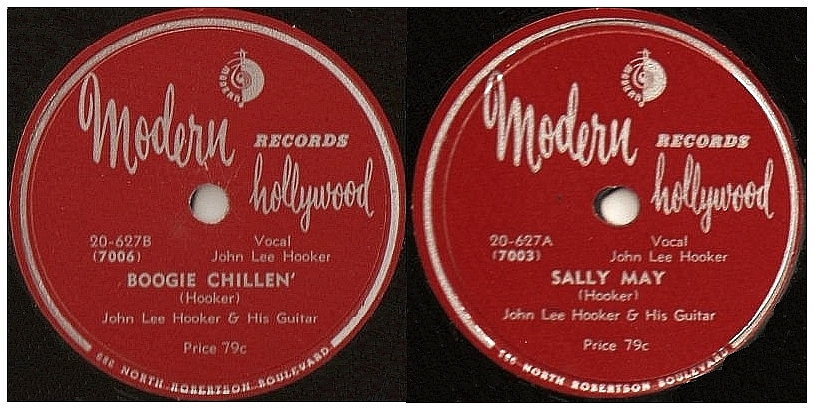 Modern RECORDS
hollywood
20-627B Vocal
(7006) John Lee Hooker
BOOGIE CHILLEN'
(Hooker)
John Lee Hooker & His Guitar
Price 79c
NORTH ROBERTSON BOULEVARD
Modern RECORDS
hollywood
20-627A Vocal
(7003) John Lee Hooker
SALLY MAY
(Hooker)
John Lee Hooker & His Guitar
Price 79c
NORTH ROBERTSON BOULEVARD